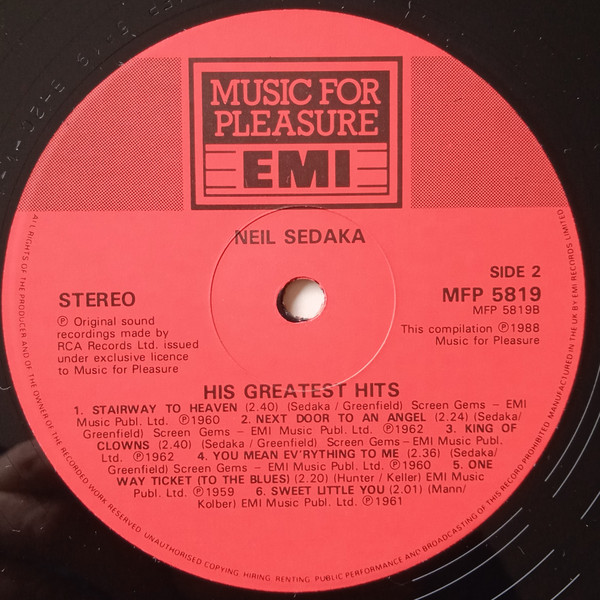 MUSIC FOR
PLEASURE
EMI
NEIL SEDAKA
STEREO
℗ Original sound
recordings made by
RCA Records Ltd. issued
under exclusive licence
to Music for Pleasure
SIDE 2
MFP 5819
MFP 5819B
This compilation ℗1988
Music for Pleasure
HIS GREATEST HITS
1. STAIRWAY TO HEAVEN (2.40) (Sedaka / Greenfield) Screen Gems – EMI
Music Publ. Ltd. ℗1960 2. NEXT DOOR TO AN ANGEL (2.24) (Sedaka/
Greenfield) Screen Gems – EMI Music Publ. Ltd. ℗1962 3. KING OF
CLOWNS (2.40) (Sedaka / Greenfield) Screen Gems – EMI Music Publ.
Ltd. ℗1962 4. YOU MEAN EV'RYTHING TO ME (2.36) (Sedaka/
Greenfield) Screen Gems – EMI Music Publ. Ltd. ℗1960 5. ONE
WAY TICKET (TO THE BLUES) (2.20) (Hunter / Keller) EMI Music
Publ. Ltd. ℗1959 6. SWEET LITTLE YOU (2.01) (Mann/
Kolber) EMI Music Publ. Ltd. ℗1961
ALL RIGHTS OF THE PRODUCER AND OF THE OWNER OF THE RECORDED WORK RESERVED. UNAUTHORISED COPYING, HIRING, RENTING, PUBLIC PERFORMANCE AND BROADCASTING OF THIS RECORD PROHIBITED. MANUFACTURED IN THE UK BY EMI RECORDS LIMITED